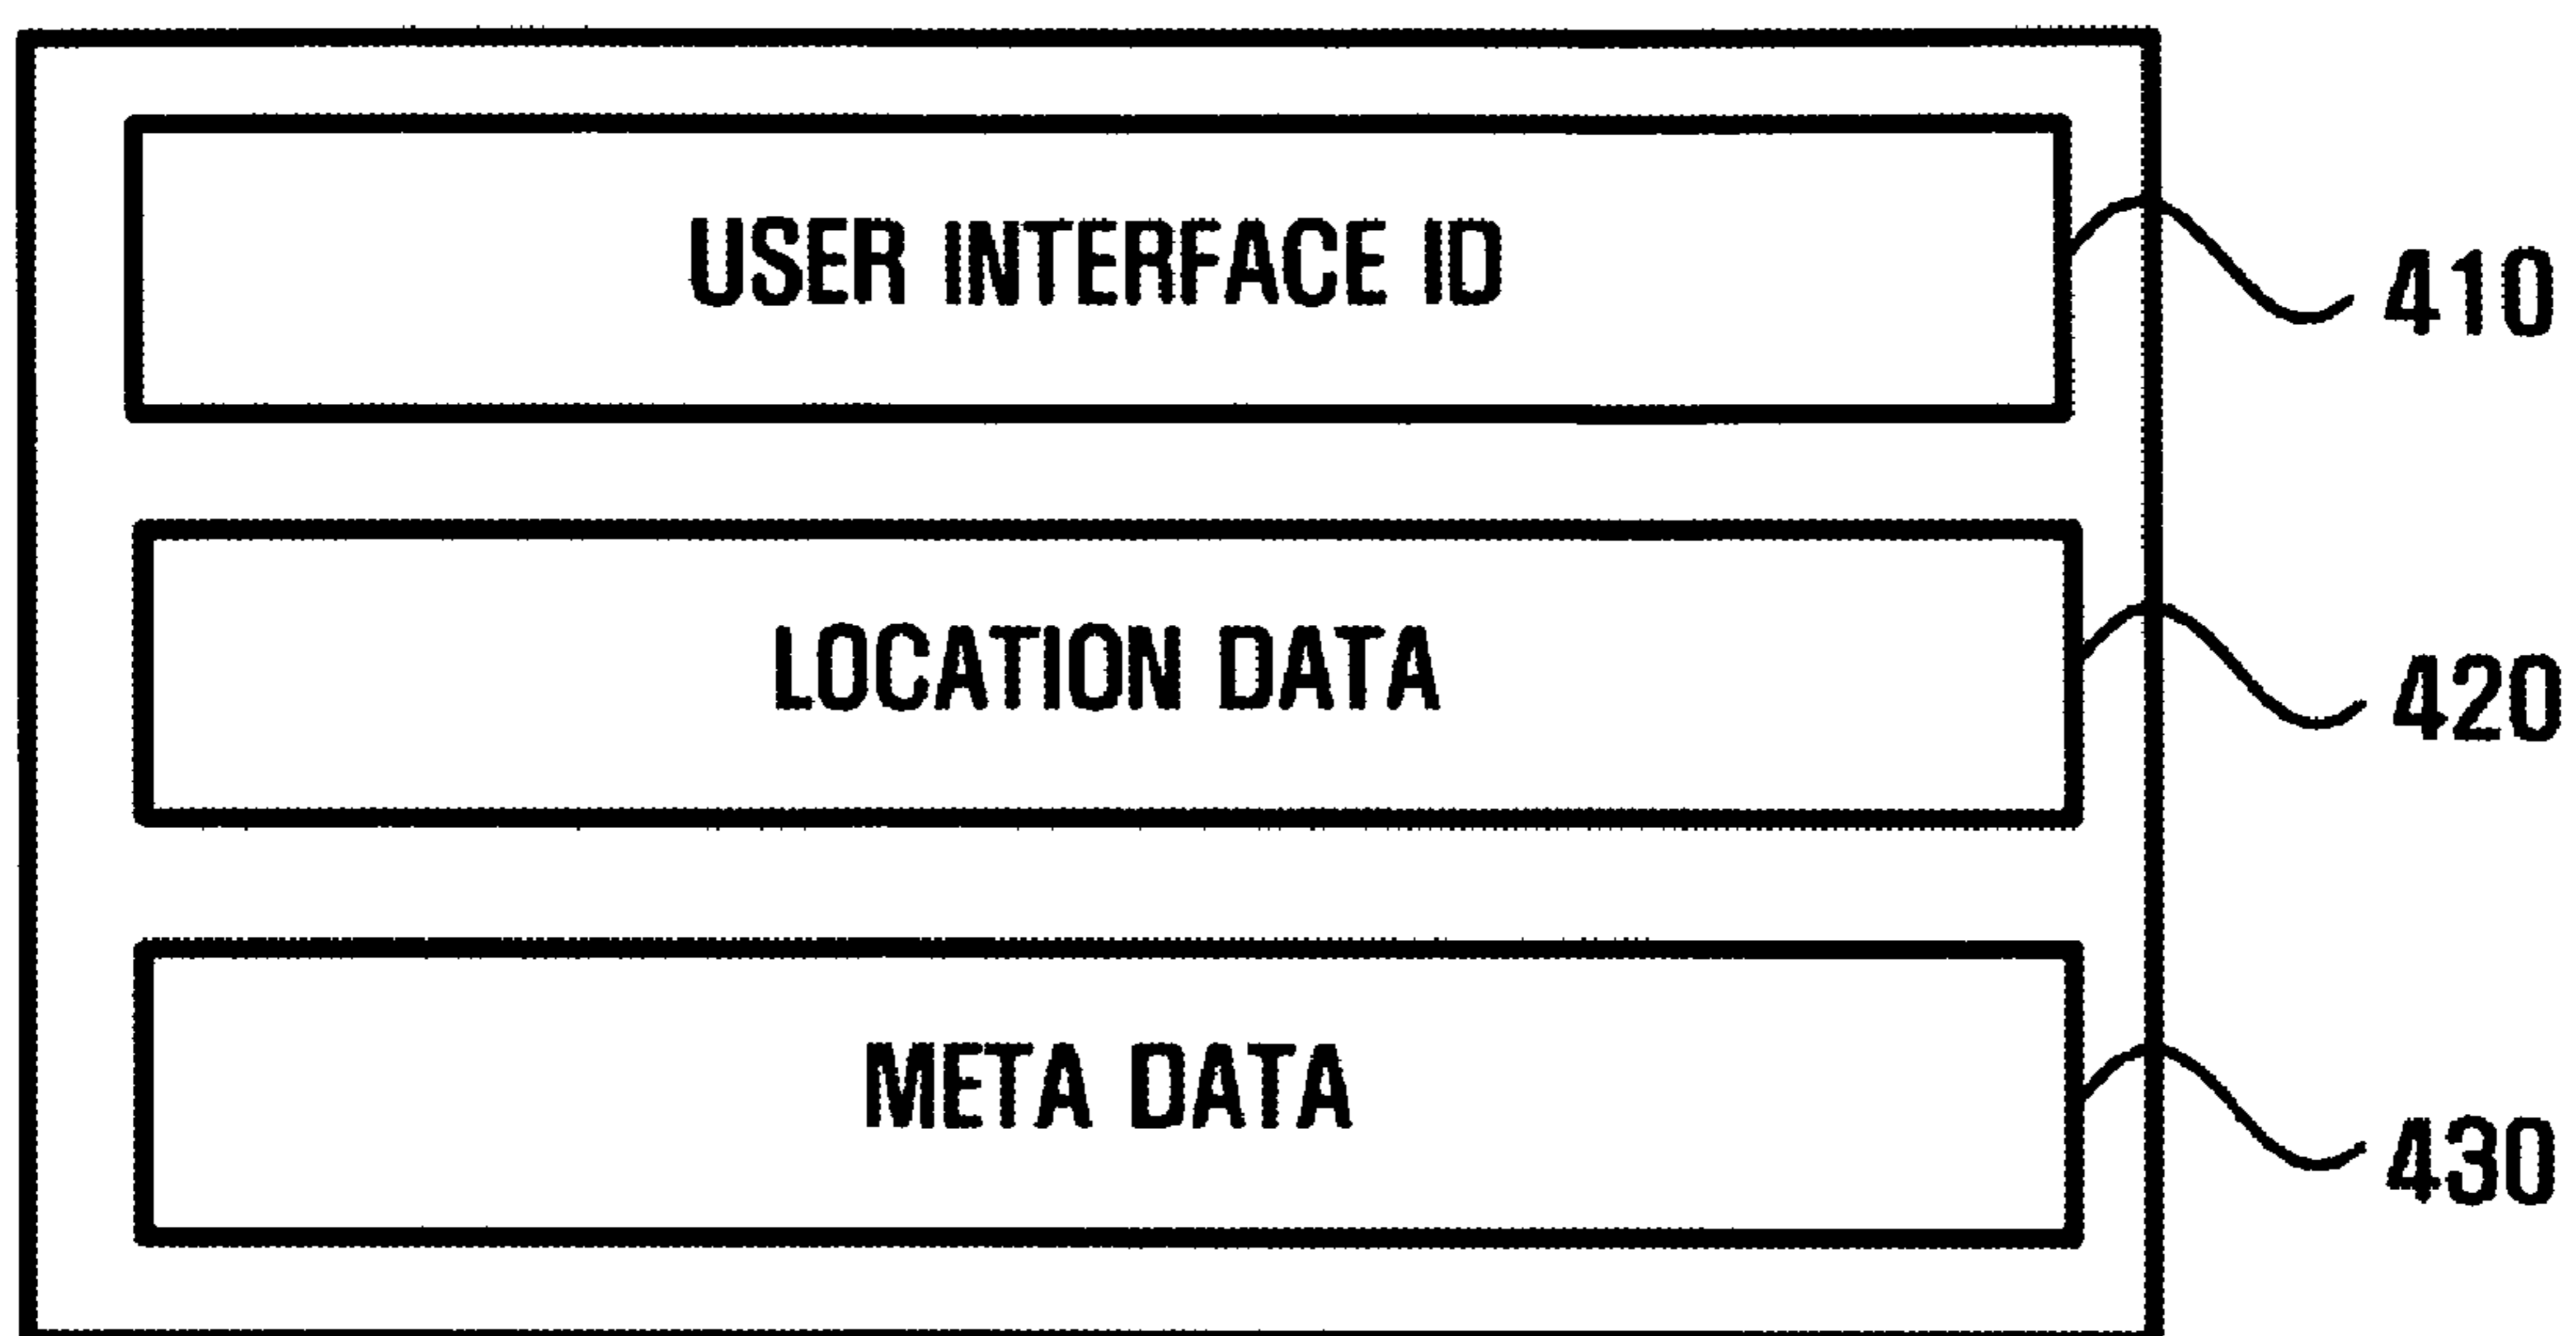 USER INTERFACE ID
410
LOCATION DATA
420
META DATA
430